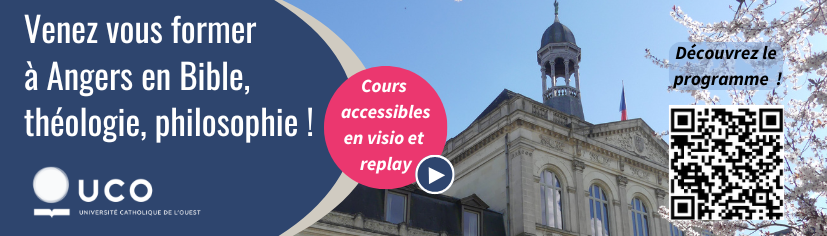 Venez vous former
à Angers en Bible,
théologie, philosophie !
UCO
UNIVERSITÉ CATHOLIQUE DE L'OUEST
Cours
accessibles
en visio et
replay
Découvrez le
programme !